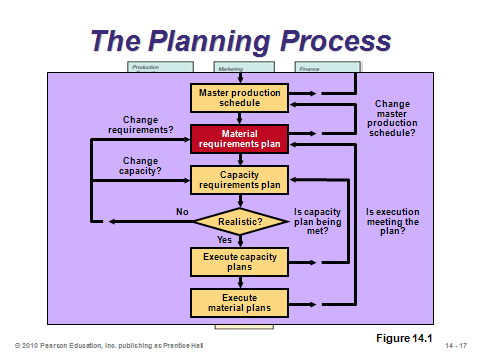 The Planning Process
Production
Marketing
Finance
Master production
schedule
Change
master
production
schedule?
Change
requirements?
Material
requirements plan
Change
capacity?
Capacity
requirements plan
No
Realistic?
Is capacity
plan being
met?
Is execution
meeting the
plan?
Yes
Execute capacity
plans
Execute
material plans
Figure 14.1
© 2010 Pearson Education, Inc. publishing as Prentice Hall
14 - 17